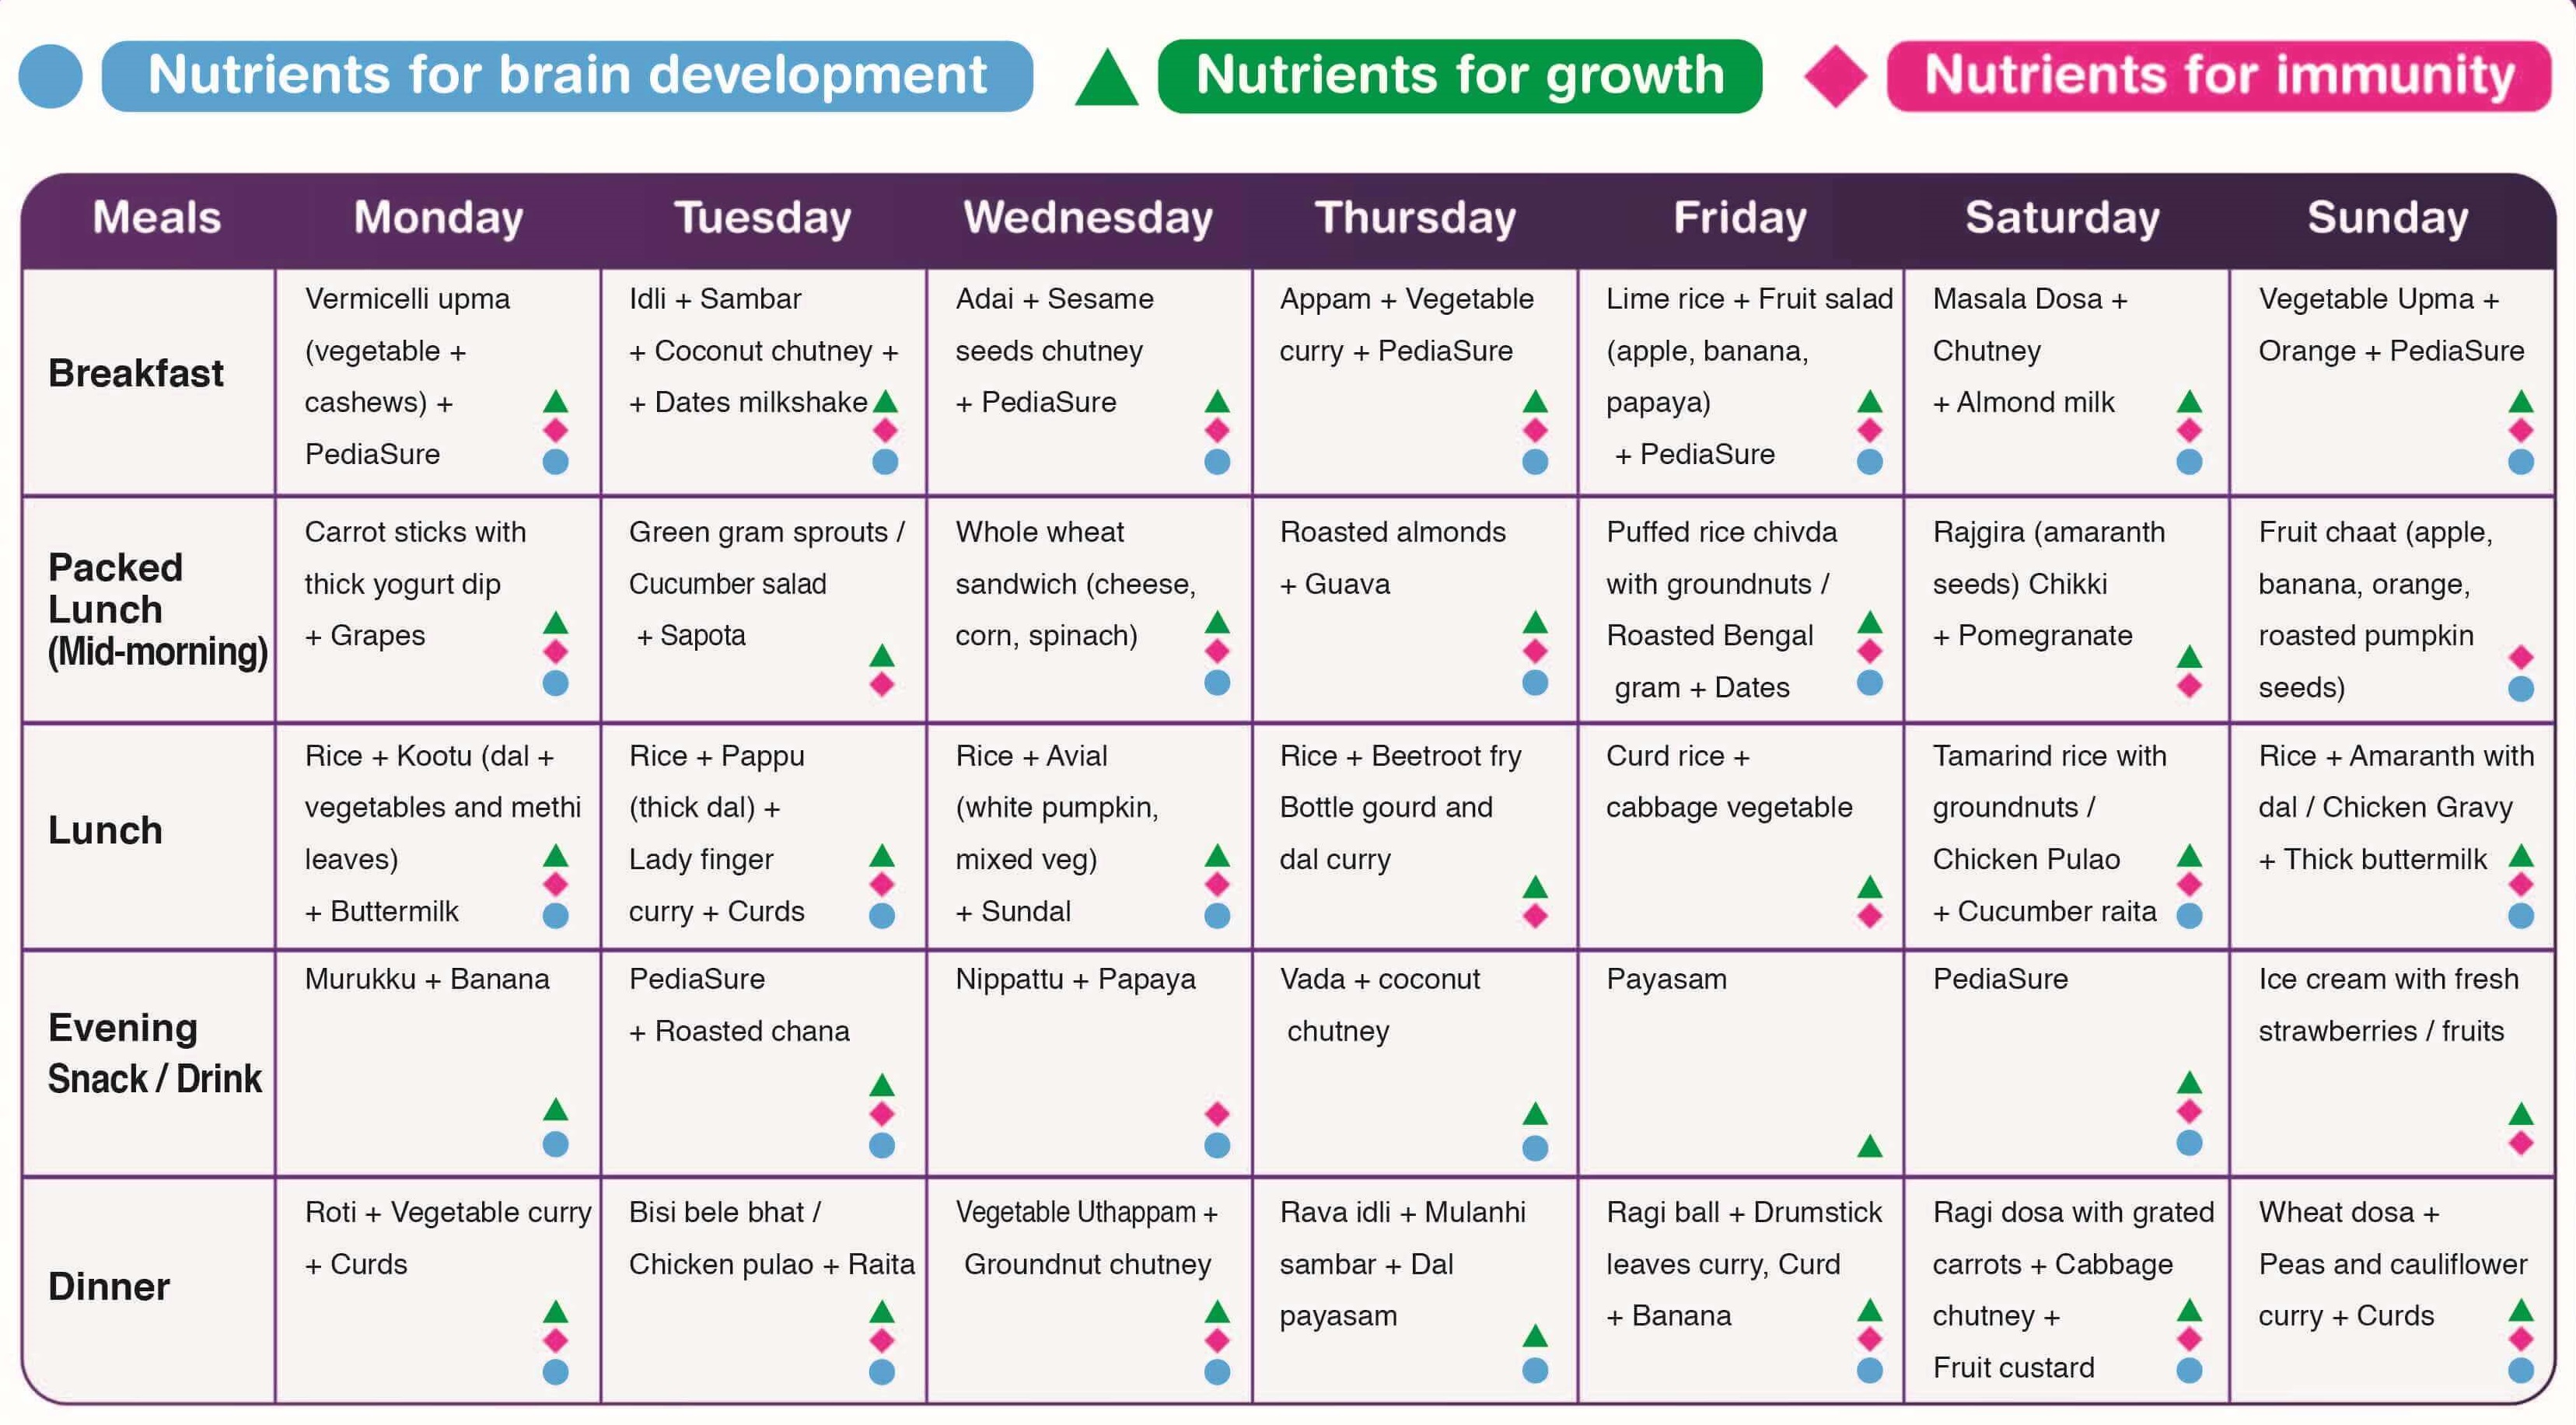 Nutrients for brain development
Nutrients for growth
Nutrients for immunity
Meals
Monday
Tuesday
Wednesday
Thursday
Friday
Saturday
Sunday
Breakfast
Vermicelli upma
(vegetable +
cashews) +
PediaSure
Idli + Sambar
+ Coconut chutney +
+ Dates milkshake
Adai + Sesame
seeds chutney
+ PediaSure
Appam + Vegetable
curry + PediaSure
Lime rice + Fruit salad
(apple, banana,
papaya)
+ PediaSure
Masala Dosa +
Chutney
+ Almond milk
Vegetable Upma +
Orange + PediaSure
Packed
Lunch
(Mid-morning)
Carrot sticks with
thick yogurt dip
+ Grapes
Green gram sprouts /
Cucumber salad
+ Sapota
Whole wheat
sandwich (cheese,
corn, spinach)
Roasted almonds
+ Guava
Puffed rice chivda
with groundnuts /
Roasted Bengal
gram + Dates
Rajgira (amaranth
seeds) Chikki
+ Pomegranate
Fruit chaat (apple,
banana, orange,
roasted pumpkin
seeds)
Lunch
Rice + Kootu (dal +
vegetables and methi
leaves)
+ Buttermilk
Rice + Pappu
(thick dal) +
Lady finger
curry + Curds
Rice + Avial
(white pumpkin,
mixed veg)
+ Sundal
Rice + Beetroot fry
Bottle gourd and
dal curry
Curd rice +
cabbage vegetable
Tamarind rice with
groundnuts /
Chicken Pulao
+ Cucumber raita
Rice + Amaranth with
dal / Chicken Gravy
+ Thick buttermilk
Evening
Snack / Drink
Murukku + Banana
PediaSure
+ Roasted chana
Nippattu + Papaya
Vada + coconut
chutney
Payasam
PediaSure
Ice cream with fresh
strawberries / fruits
Dinner
Roti + Vegetable curry
+ Curds
Bisi bele bhat /
Chicken pulao + Raita
Vegetable Uthappam +
Groundnut chutney
Rava idli + Mulanhi
sambar + Dal
payasam
Ragi ball + Drumstick
leaves curry, Curd
+ Banana
Ragi dosa with grated
carrots + Cabbage
chutney +
Fruit custard
Wheat dosa +
Peas and cauliflower
curry + Curds